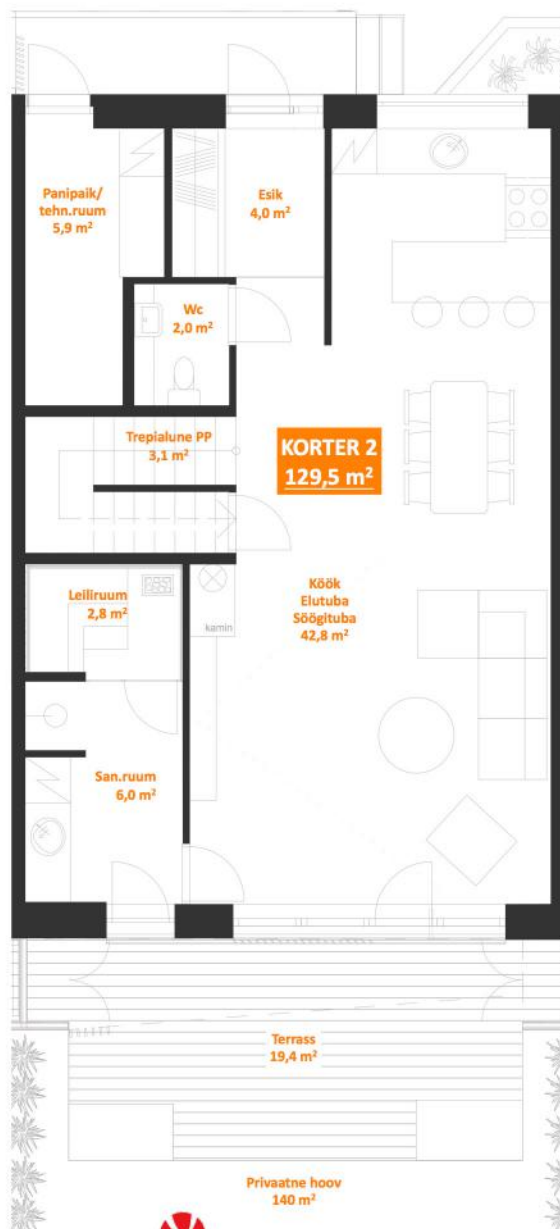 Panipaik/
tehn.ruum
5,9 m²
Esik
4,0 m²
Wc
2,0 m²
Trepialune PP
3,1 m²
KORTER 2
129,5 m²
Leiliruum
2,8 m²
kamin
Köök
Elutuba
Söögituba
42,8 m²
San.ruum
6,0 m²
Terrass
19,4 m²
Privaatne hoov
140 m²